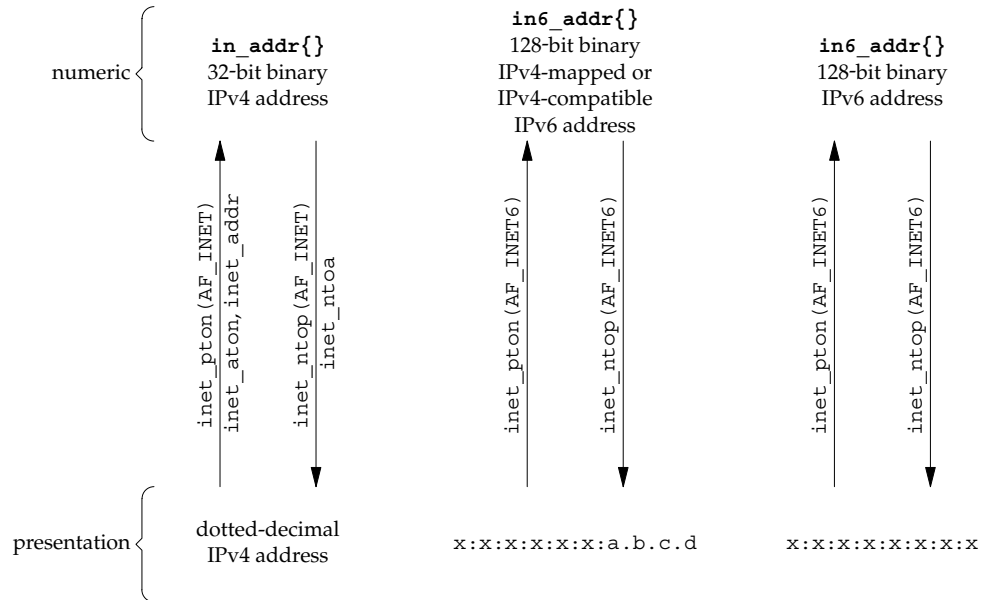 numeric
in_addr{}
32-bit binary
IPv4 address
in6_addr{}
128-bit binary
IPv4-mapped or
IPv4-compatible
IPv6 address
in6_addr{}
128-bit binary
IPv6 address
inet_pton(AF_INET)
inet_aton,inet_addr
inet_ntop(AF_INET)
inet_ntoa
inet_pton(AF_INET6)
inet_ntop(AF_INET6)
inet_pton(AF_INET6)
inet_ntop(AF_INET6)
presentation
dotted-decimal
IPv4 address
x:x:x:x:x:x:a.b.c.d
x:x:x:x:x:x:x:x